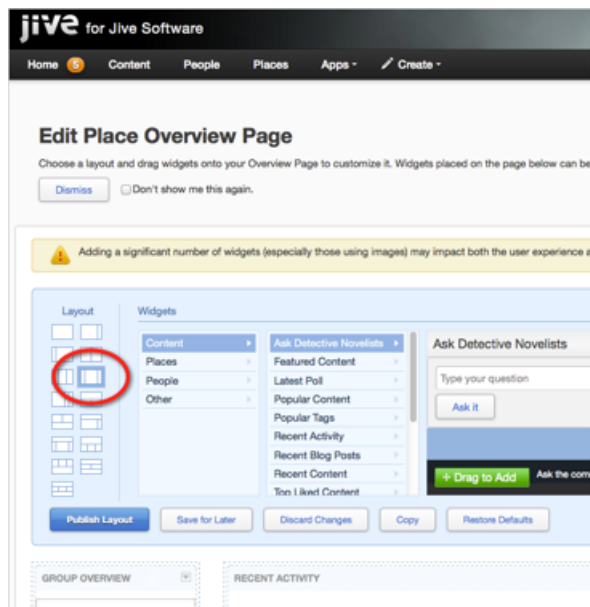 jive for Jive Software
Home 5 Content People Places Apps Create
Edit Place Overview Page
Choose a layout and drag widgets onto your Overview Page to customize it. Widgets placed on the page below can be
Dismiss Don't show me this again.
Adding a significant number of widgets (especially those using images) may impact both the user experience a
Layout Widgets
Content Ask Detective Novelists Ask Detective Novelists
Places Featured Content
People Latest Poll Type your question
Other Popular Content Ask it
Popular Tags
Recent Activity
Recent Blog Posts
Recent Content + Drag to Add Ask the com
Top Liked Content
Publish Layout Save for Later Discard Changes Copy Restore Defaults
GROUP OVERVIEW RECENT ACTIVITY